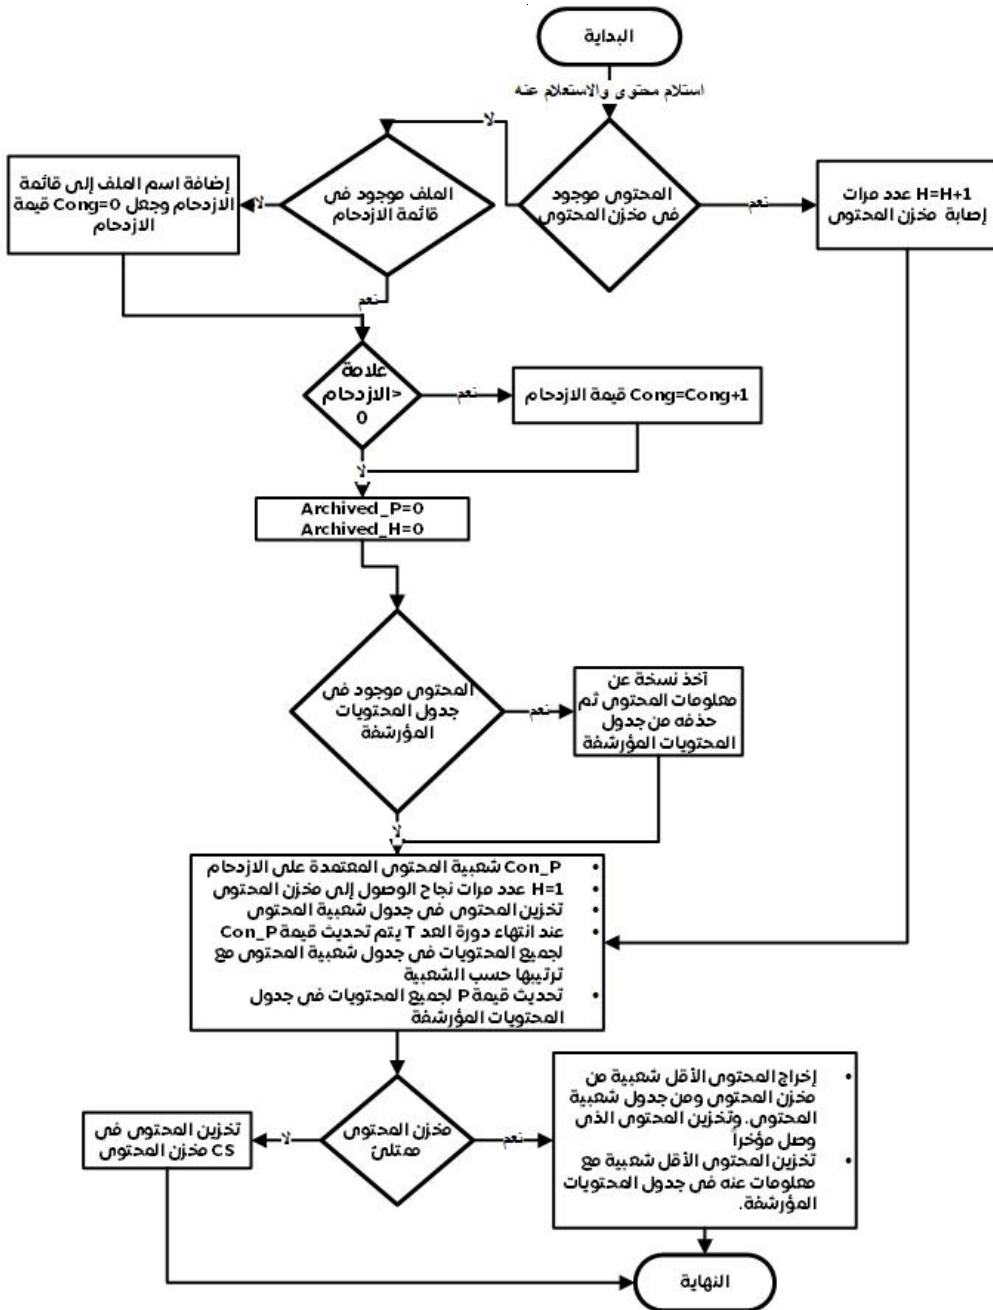 البداية
استلام محتوى والاستعلام عنه
المحتوى موجود
في مخزن المحتوى
نعم
H=H+1 عدد مرات
إصابة مخزن المحتوى
لا
الملف موجود في
قائمة الازدحام
لا
إضافة اسم الملف إلى قائمة
الازدحام وجعل Cong=0 قيمة
الازدحام
نعم
علامة
الازدحام>
0
نعم
Cong=Cong+1 قيمة الازدحام
لا
Archived_P=0
Archived_H=0
المحتوى موجود في
جدول المحتويات
المؤرشفة
نعم
آخذ نسخة عن
معلومات المحتوى ثم
حذفه من جدول
المحتويات المؤرشفة
لا
• Con_P شعبية المحتوى المعتمدة على الازدحام
• H=1 عدد مرات نجاح الوصول إلى مخزن المحتوى
• تخزين المحتوى في جدول شعبية المحتوى
• عند انتهاء دورة العد T يتم تحديث قيمة Con_P
لجميع المحتويات في جدول شعبية المحتوى مع
ترتيبها حسب الشعبية
• تحديث قيمة P لجميع المحتويات في جدول
المحتويات المؤرشفة
مخزن المحتوى
ممتلئ
نعم
• إخراج المحتوى الأقل شعبية من
مخزن المحتوى ومن جدول شعبية
المحتوى. وتخزين المحتوى الذي
وصل مؤخراً
• تخزين المحتوى الأقل شعبية مع
معلومات عنه في جدول المحتويات
المؤرشفة.
لا
تخزين المحتوى في
CS مخزن المحتوى
النهاية